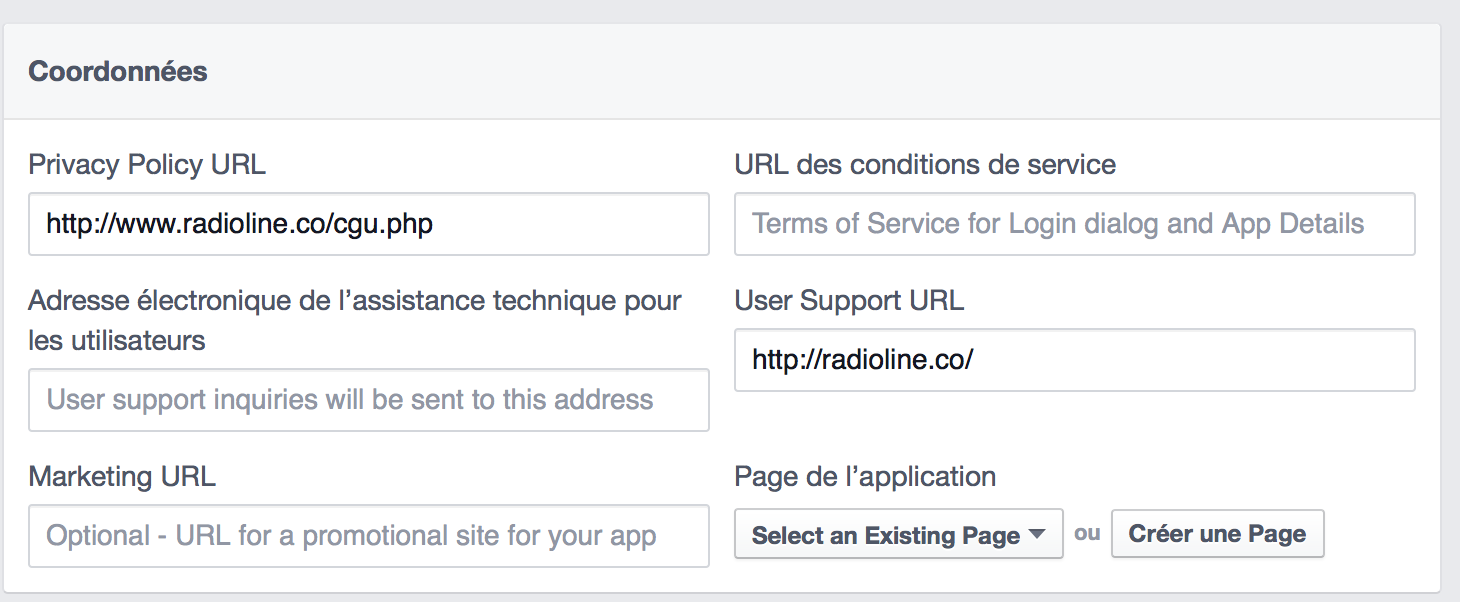 Coordonnées
Privacy Policy URL
http://www.radioline.co/cgu.php
URL des conditions de service
Terms of Service for Login dialog and App Details
Adresse électronique de l’assistance technique pour
les utilisateurs
User support inquiries will be sent to this address
User Support URL
http://radioline.co/
Marketing URL
Optional - URL for a promotional site for your app
Page de l’application
Select an Existing Page ou Créer une Page